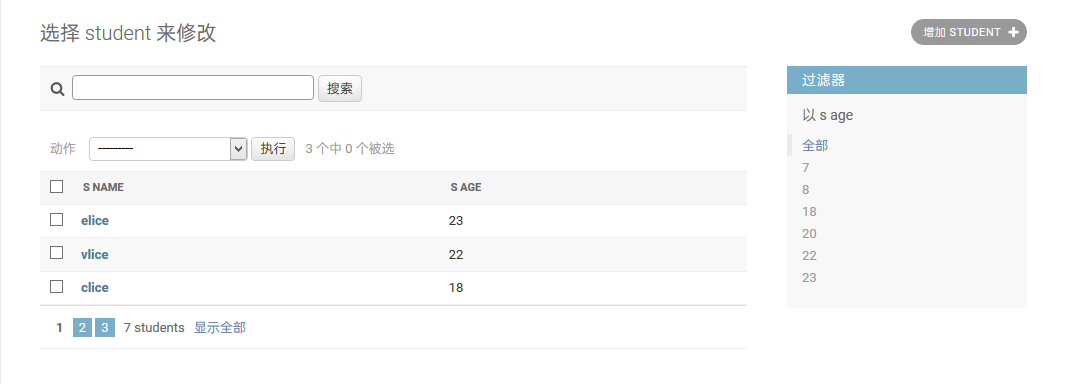 选择 student 来修改
增加 STUDENT
搜索
动作 --------- 执行 3 个中 0 个被选
S NAME S AGE
elice 23
vlice 22
clice 18
1 2 3 7 students 显示全部
过滤器
以 s age
全部
7
8
18
20
22
23